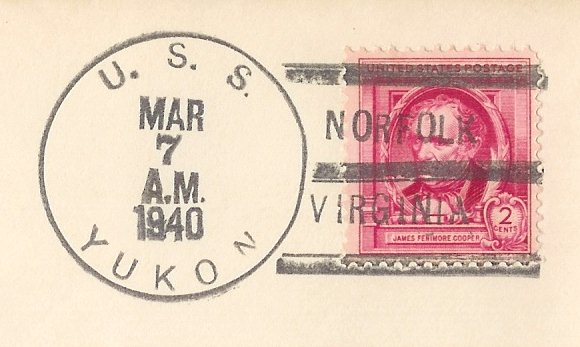 U. S. S.
MAR
7
A.M.
1940
YUKON
UNITED STATES POSTAGE
NORFOLK
VIRGINIA
2
CENTS
JAMES FENIMORE COOPER